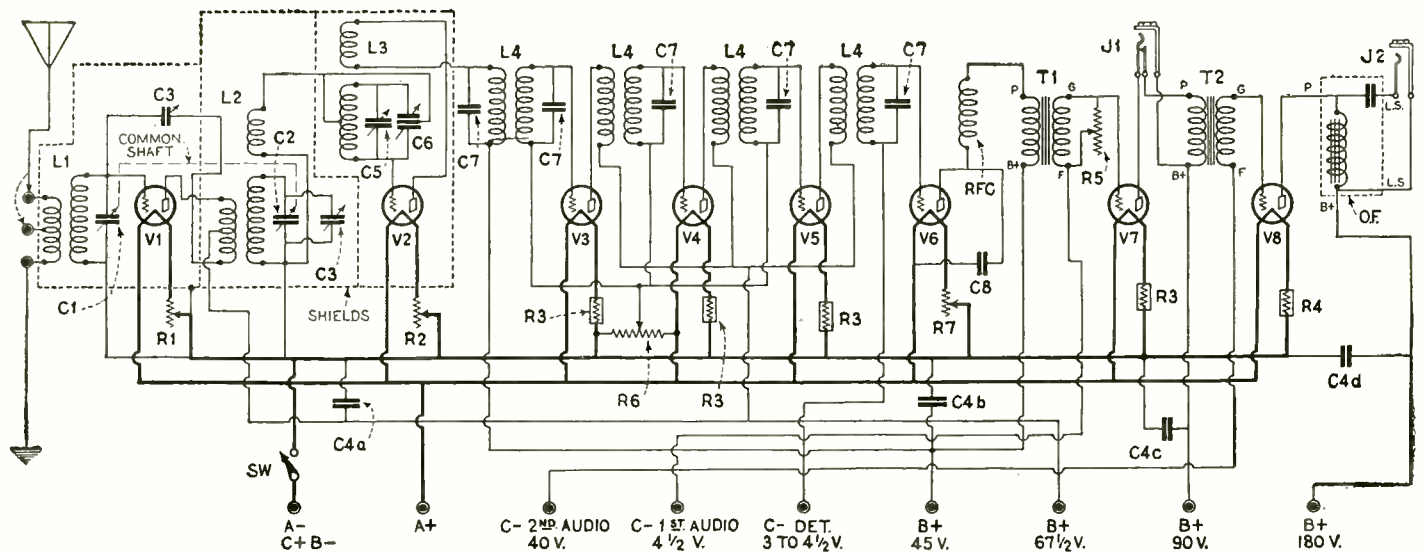 J1
J2
L3
L4
L4
C7
L4
C7
L4
C7
T1
T2
P
G
P
G
P
L.S.
C3
L2
COMMON
SHAFT
C2
C5
C6
C7
C7
R5
L1
RFC
B+
F
B+
F
L.S.
B+
O.F.
V1
V2
V3
V4
V5
V6
V7
V8
C3
C8
C1
R1
SHIELDS
R2
R3
R3
R7
R3
R4
R6
R3
C4a
C4b
C4c
C4d
SW
A-
C+ B-
A+
C- 2ND. AUDIO
40 V.
C- 1ST. AUDIO
4 1/2 V.
C- DET.
3 TO 4 1/2 V.
B+
45 V.
B+
67 1/2 V.
B+
90 V.
B+
180 V.